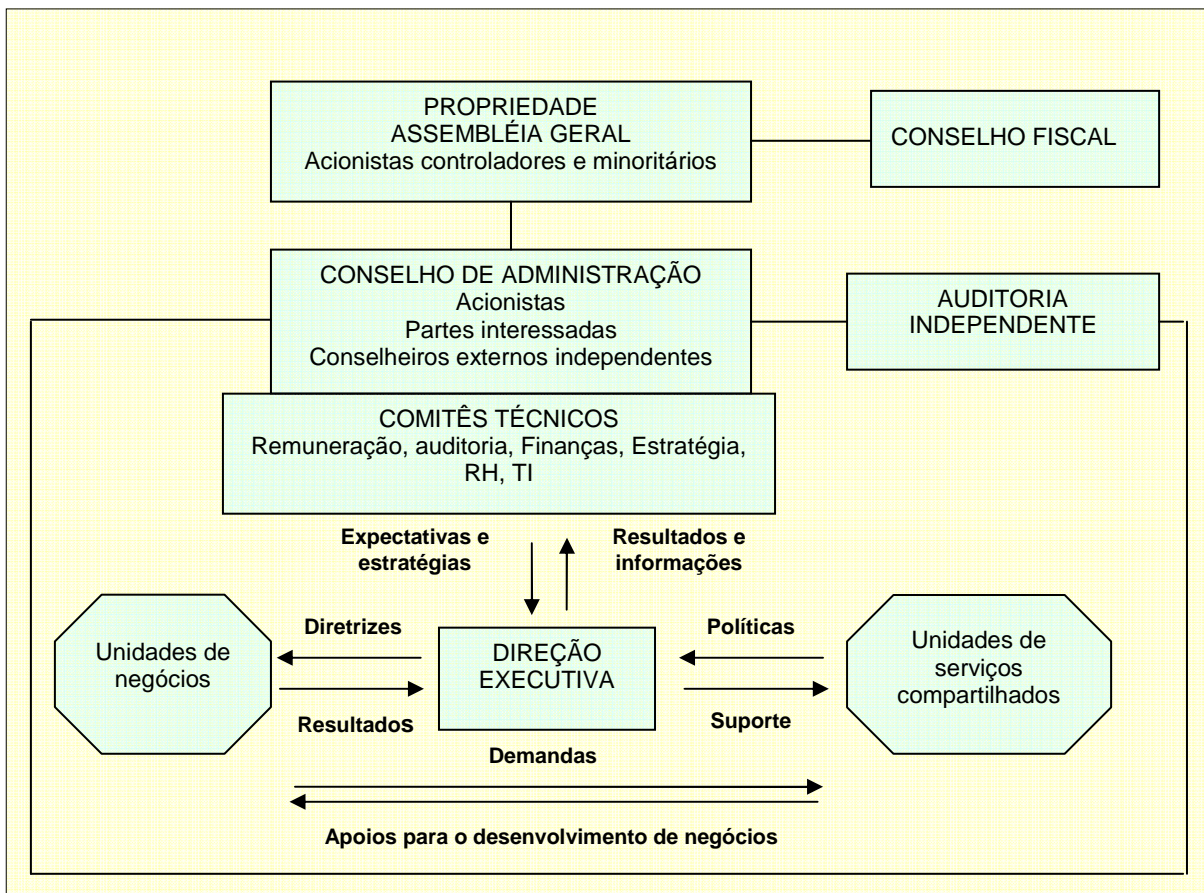 PROPRIEDADE
ASSEMBLÉIA GERAL
Acionistas controladores e minoritários
CONSELHO FISCAL
CONSELHO DE ADMINISTRAÇÃO
Acionistas
Partes interessadas
Conselheiros externos independentes
AUDITORIA
INDEPENDENTE
COMITÊS TÉCNICOS
Remuneração, auditoria, Finanças, Estratégia,
RH, TI
Expectativas e
estratégias
Resultados e
informações
Unidades de
negócios
Diretrizes
Resultados
DIREÇÃO
EXECUTIVA
Políticas
Suporte
Unidades de
serviços
compartilhados
Demandas
Apoios para o desenvolvimento de negócios